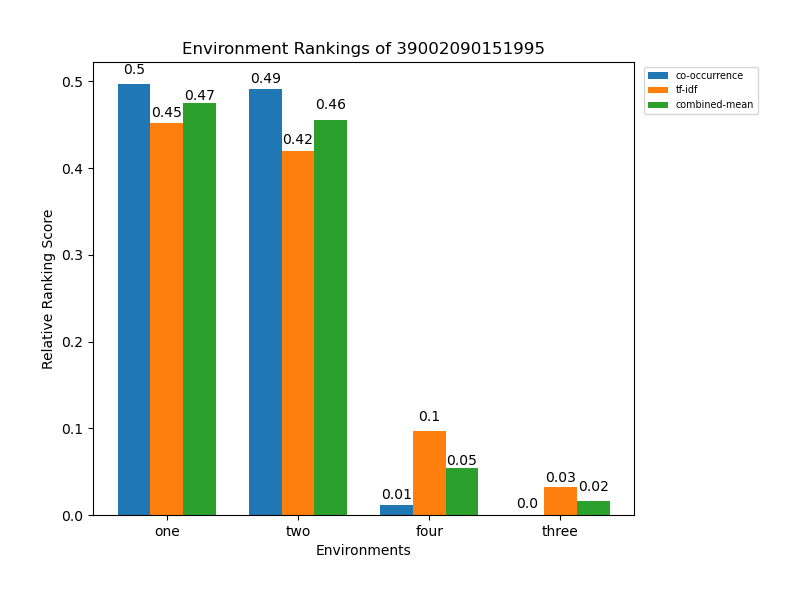 Environment Rankings of 39002090151995
co-occurrence
tf-idf
combined-mean
0.5
0.45
0.47
0.49
0.42
0.46
0.01
0.1
0.05
0.0
0.03
0.02
Relative Ranking Score
0.5
0.4
0.3
0.2
0.1
0.0
one two four three
Environments